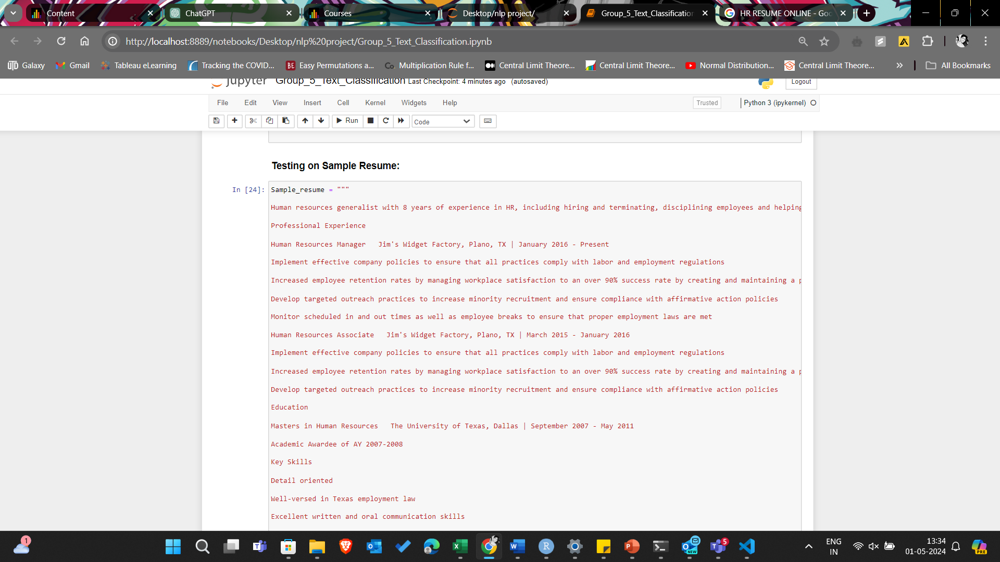 Content
ChatGPT
Courses
Desktop/nlp project/
Group_5_Text_Classification
HR RESUME ONLINE - Goo
http://localhost:8889/notebooks/Desktop/nlp%20project/Group_5_Text_Classification.ipynb
UTD Galaxy
Gmail
Tableau eLearning
Tracking the COVID...
BE Easy Permutations a...
Co. Multiplication Rule f...
Central Limit Theore...
Central Limit Theore...
Normal Distribution...
Central Limit Theore...
All Bookmarks
jupyter Group_5_Text_Classification Last Checkpoint: 4 minutes ago (autosaved)
Logout
File Edit View Insert Cell Kernel Widgets Help
Trusted
Python 3 (ipykernel)
Run
Code
Testing on Sample Resume:
In [24]: Sample_resume = """
Human resources generalist with 8 years of experience in HR, including hiring and terminating, disciplining employees and helping
Professional Experience
Human Resources Manager   Jim's Widget Factory, Plano, TX | January 2016 - Present
Implement effective company policies to ensure that all practices comply with labor and employment regulations
Increased employee retention rates by managing workplace satisfaction to an over 90% success rate by creating and maintaining a p
Develop targeted outreach practices to increase minority recruitment and ensure compliance with affirmative action policies
Monitor scheduled in and out times as well as employee breaks to ensure that proper employment laws are met
Human Resources Associate   Jim's Widget Factory, Plano, TX | March 2015 - January 2016
Implement effective company policies to ensure that all practices comply with labor and employment regulations
Increased employee retention rates by managing workplace satisfaction to an over 90% success rate by creating and maintaining a p
Develop targeted outreach practices to increase minority recruitment and ensure compliance with affirmative action policies
Education
Masters in Human Resources   The University of Texas, Dallas | September 2007 - May 2011
Academic Awardee of AY 2007-2008
Key Skills
Detail oriented
Well-versed in Texas employment law
Excellent written and oral communication skills
1
NEW
5
ENG
IN
13:34
01-05-2024
PRE